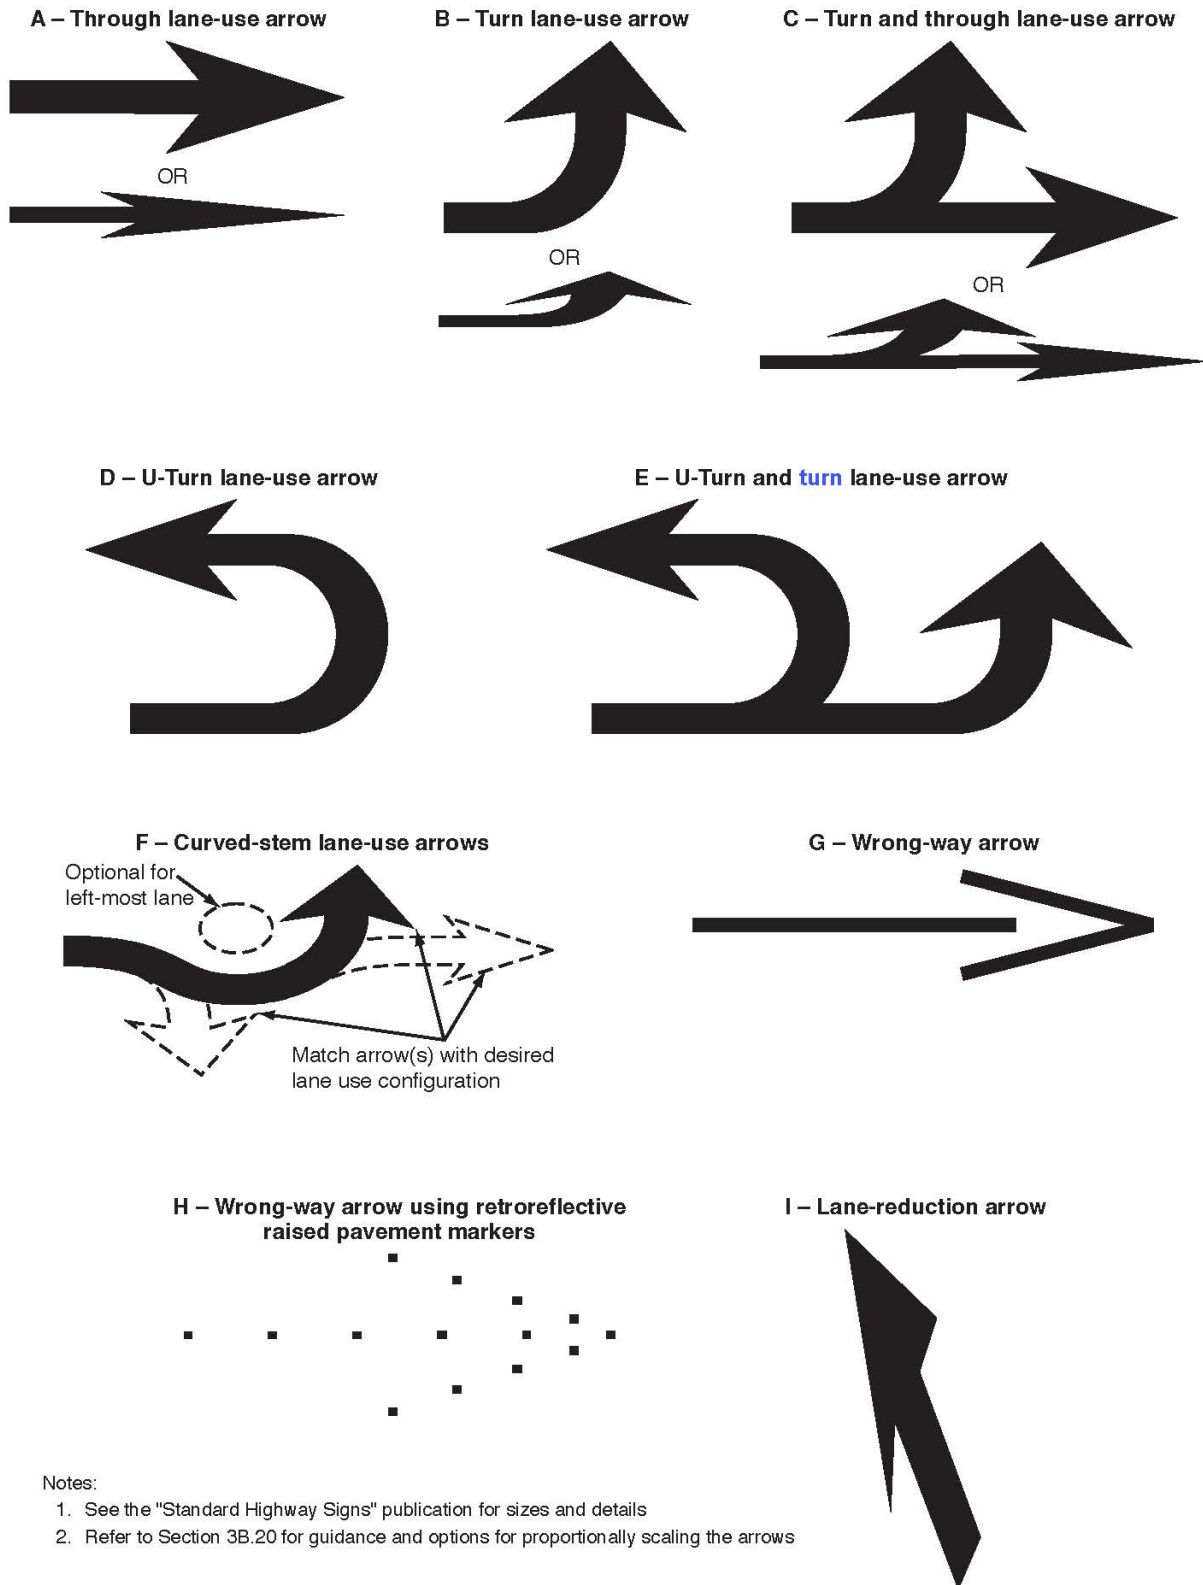 A – Through lane-use arrow
B – Turn lane-use arrow
C – Turn and through lane-use arrow
OR
OR
OR
D – U-Turn lane-use arrow
E – U-Turn and turn lane-use arrow
F – Curved-stem lane-use arrows
Optional for
left-most lane
Match arrow(s) with desired
lane use configuration
G – Wrong-way arrow
H – Wrong-way arrow using retroreflective
raised pavement markers
I – Lane-reduction arrow
Notes:
1. See the "Standard Highway Signs" publication for sizes and details
2. Refer to Section 3B.20 for guidance and options for proportionally scaling the arrows